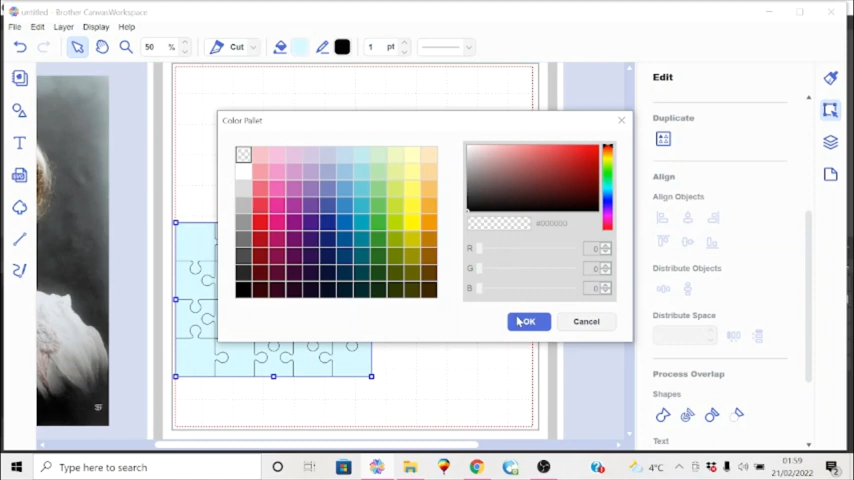 untitled - Brother CanvasWorkspace
File Edit Layer Display Help
50 %
Cut
1 pt
Edit
Color Pallet
Duplicate
Align
Align Objects
#000000
R 0
G 0
B 0
Distribute Objects
OK
Cancel
Distribute Space
Process Overlap
Shapes
Text
Type here to search
4°C
01:59
21/02/2022
2